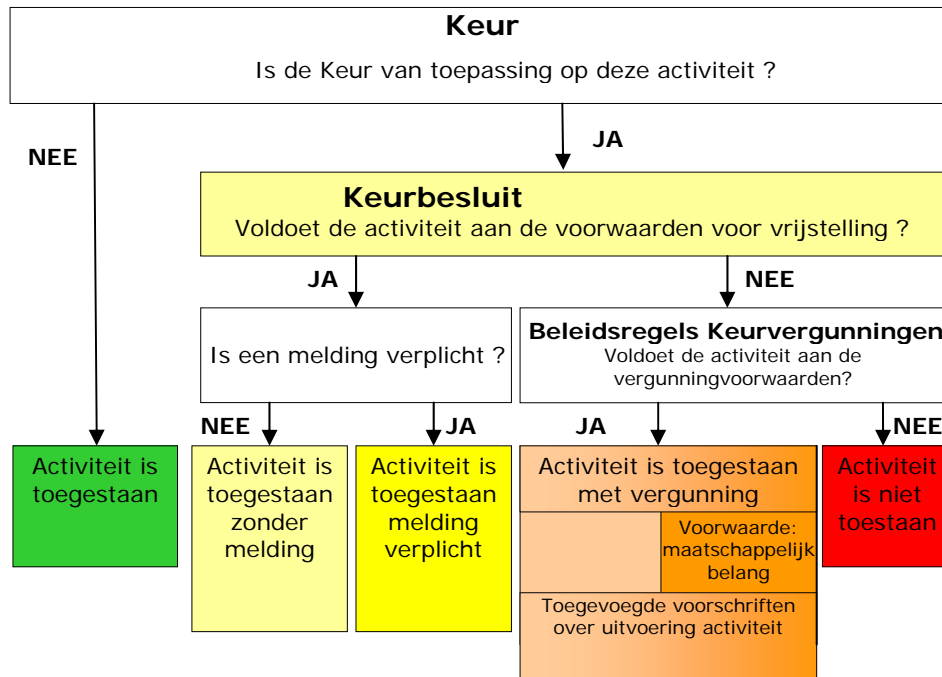 Keur
Is de Keur van toepassing op deze activiteit ?
NEE
JA
Keurbesluit
Voldoet de activiteit aan de voorwaarden voor vrijstelling ?
JA
NEE
Is een melding verplicht ?
Beleidsregels Keurvergunningen
Voldoet de activiteit aan de
vergunningvoorwaarden?
NEE
JA
JA
NEE
Activiteit is
toegestaan
Activiteit is
toegestaan
zonder
melding
Activiteit is
toegestaan
melding
verplicht
Activiteit is toegestaan
met vergunning
Voorwaarde:
maatschappelijk
belang
Toegevoegde voorschriften
over uitvoering activiteit
Activiteit
is niet
toestaan